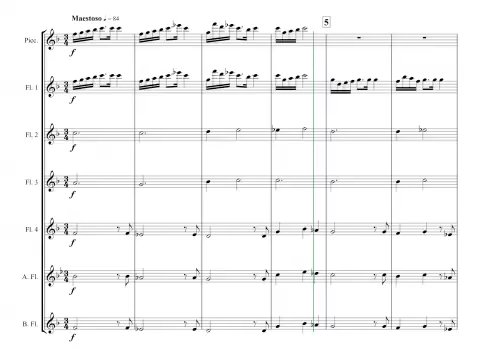 Maestoso ♩ = 84
5
Picc.
f
Fl. 1
f
Fl. 2
f
Fl. 3
f
Fl. 4
f
A. Fl.
f
B. Fl.
f